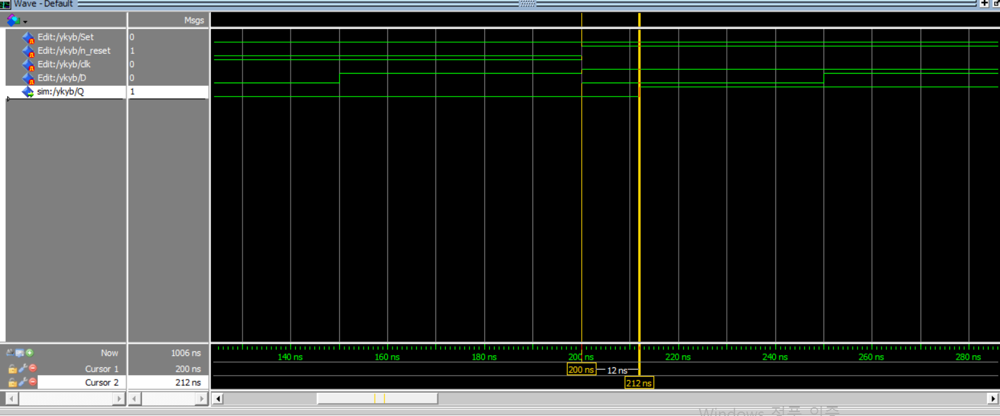 Wave - Default
Msgs
Edit:/ykyb/Set 0
Edit:/ykyb/n_reset 1
Edit:/ykyb/clk 0
Edit:/ykyb/D 0
sim:/ykyb/Q 1
Now 1006 ns
140 ns 160 ns 180 ns 200 ns 220 ns 240 ns 260 ns 280 ns
Cursor 1 200 ns 200 ns 12 ns
Cursor 2 212 ns 212 ns
Windows 정품 인증